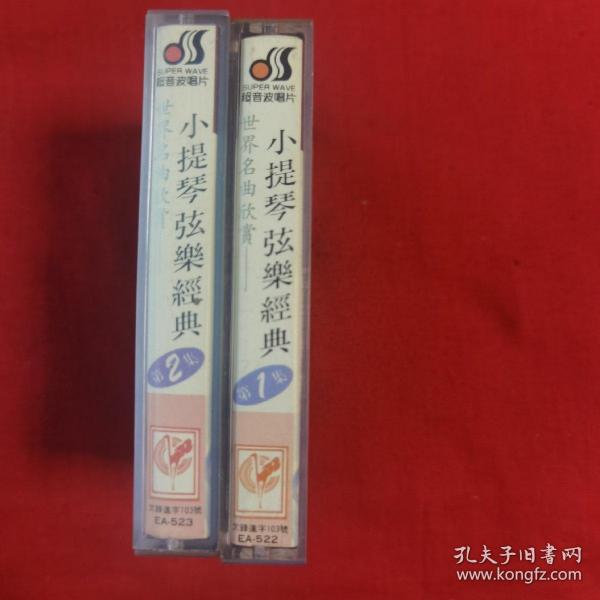 SUPER WAVE
超音波唱片
世界名曲欣賞
小提琴弦樂經典
第2集
EA-523
SUPER WAVE
超音波唱片
世界名曲欣賞
小提琴弦樂經典
第1集
EA-522
孔夫子旧书网
www.kongfz.com